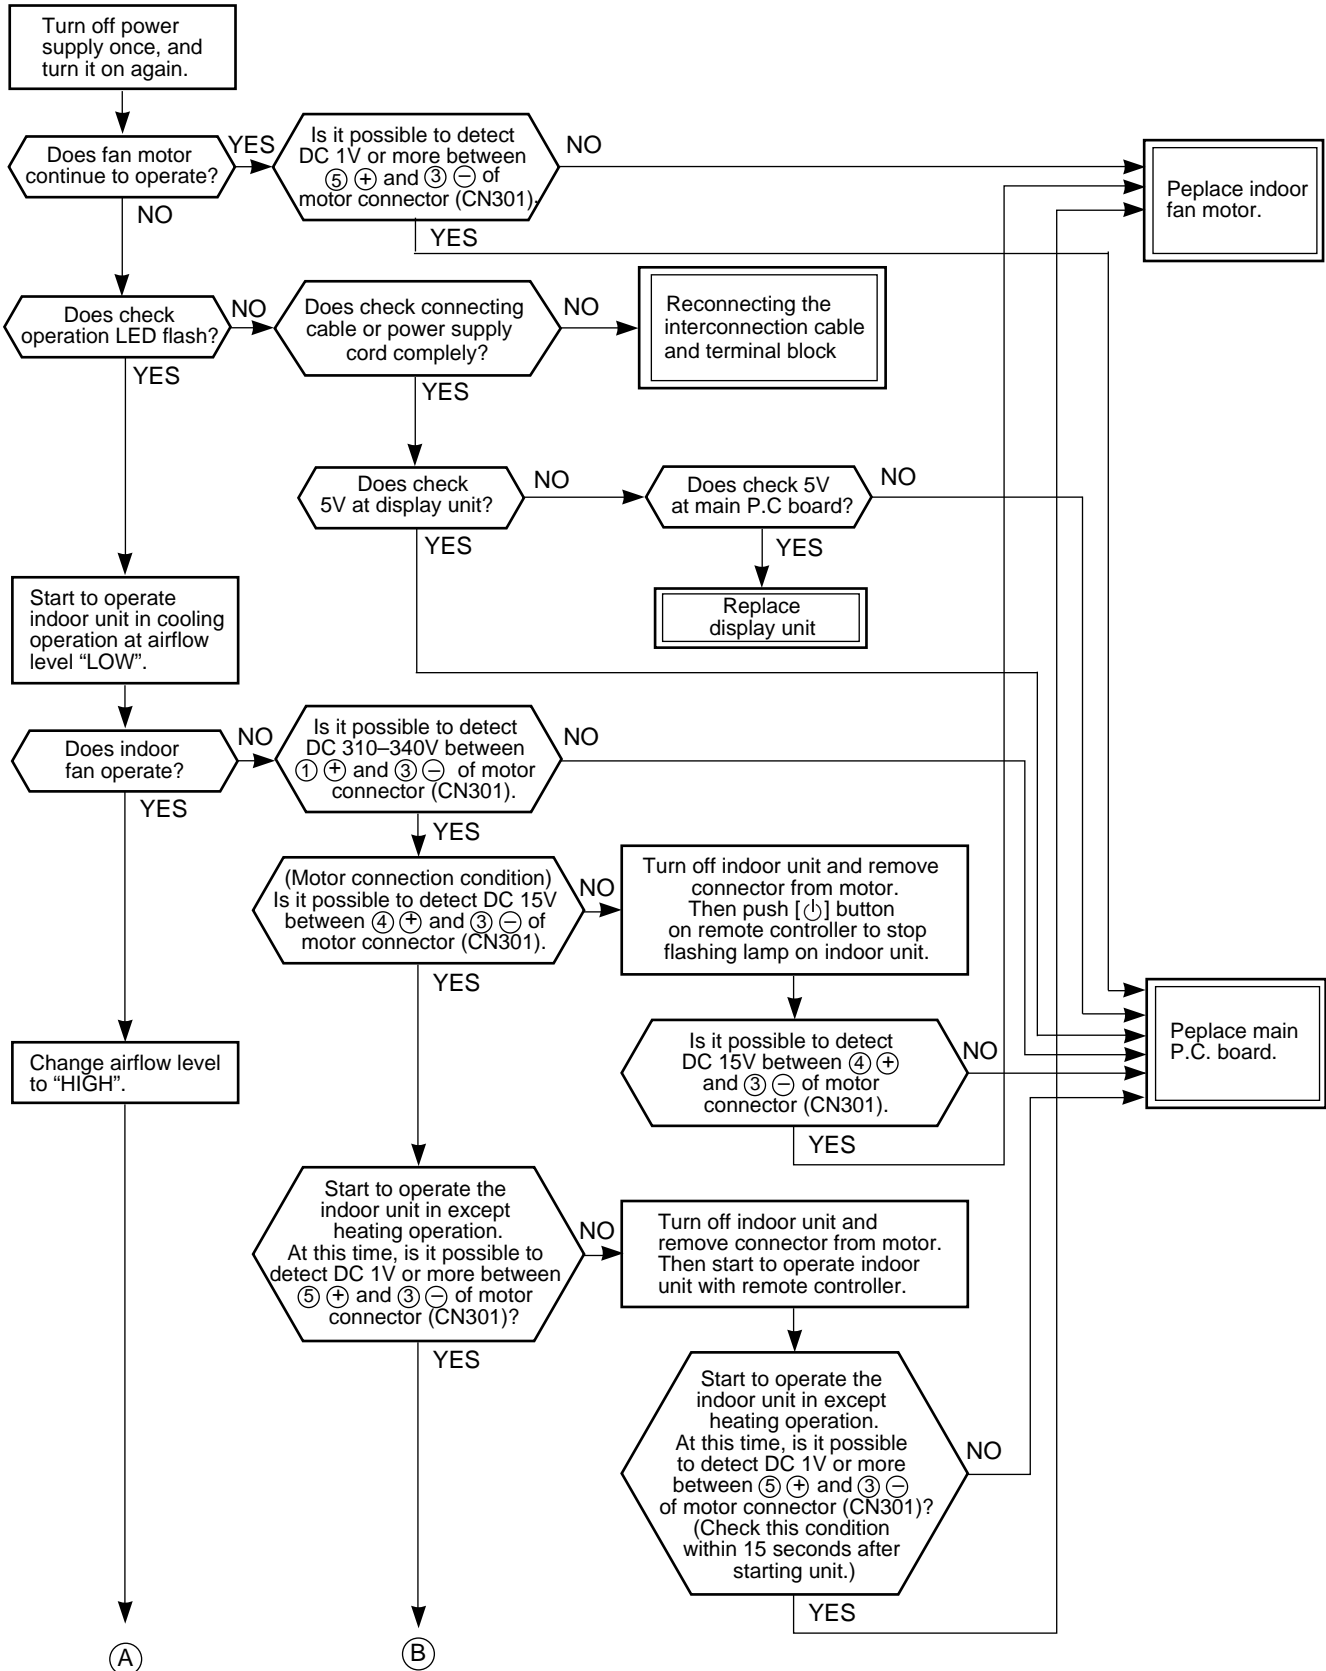 Turn off power
supply once, and
turn it on again.
Does fan motor
continue to operate?
YES
NO
Is it possible to detect
DC 1V or more between
⑤ ⊕ and ③ ⊖ of
motor connector (CN301).
NO
YES
Peplace indoor
fan motor.
Does check
operation LED flash?
NO
YES
Does check connecting
cable or power supply
cord complely?
NO
YES
Reconnecting the
interconnection cable
and terminal block
Does check
5V at display unit?
NO
YES
Does check 5V
at main P.C board?
NO
YES
Replace
display unit
Start to operate
indoor unit in cooling
operation at airflow
level “LOW”.
Does indoor
fan operate?
NO
YES
Is it possible to detect
DC 310–340V between
① ⊕ and ③ ⊖ of motor
connector (CN301).
NO
YES
(Motor connection condition)
Is it possible to detect DC 15V
between ④ ⊕ and ③ ⊖ of
motor connector (CN301).
NO
YES
Turn off indoor unit and remove
connector from motor.
Then push [⏻] button
on remote controller to stop
flashing lamp on indoor unit.
Is it possible to detect
DC 15V between ④ ⊕
and ③ ⊖ of motor
connector (CN301).
NO
YES
Peplace main
P.C. board.
Change airflow level
to “HIGH”.
Start to operate the
indoor unit in except
heating operation.
At this time, is it possible to
detect DC 1V or more between
⑤ ⊕ and ③ ⊖ of motor
connector (CN301)?
NO
YES
Turn off indoor unit and
remove connector from motor.
Then start to operate indoor
unit with remote controller.
Start to operate the
indoor unit in except
heating operation.
At this time, is it possible
to detect DC 1V or more
between ⑤ ⊕ and ③ ⊖
of motor connector (CN301)?
(Check this condition
within 15 seconds after
starting unit.)
NO
YES
Ⓐ
Ⓑ